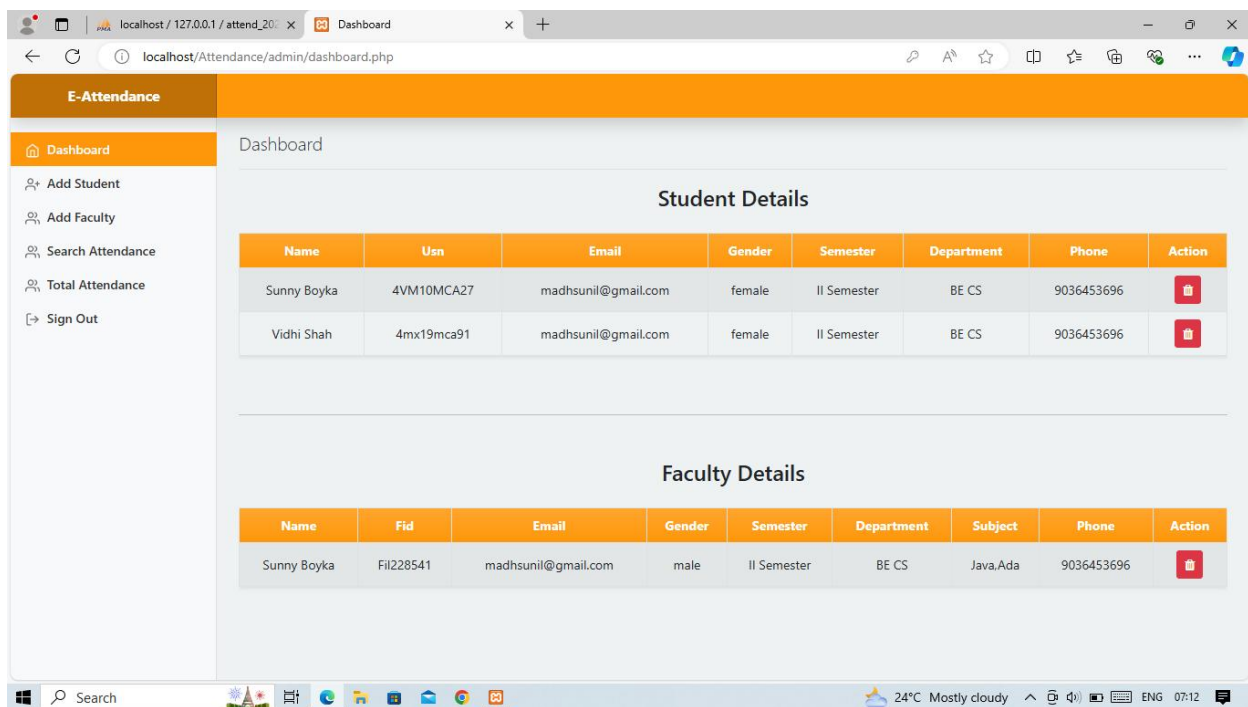 localhost / 127.0.0.1 / attend_202
Dashboard
localhost/Attendance/admin/dashboard.php
E-Attendance
Dashboard
Add Student
Add Faculty
Search Attendance
Total Attendance
Sign Out
Dashboard
Student Details
Name Usn Email Gender Semester Department Phone Action
Sunny Boyka 4VM10MCA27 madhsunil@gmail.com female II Semester BE CS 9036453696
Vidhi Shah 4mx19mca91 madhsunil@gmail.com female II Semester BE CS 9036453696
Faculty Details
Name Fid Email Gender Semester Department Subject Phone Action
Sunny Boyka Fil228541 madhsunil@gmail.com male II Semester BE CS Java,Ada 9036453696
Search
24°C Mostly cloudy ENG 07:12